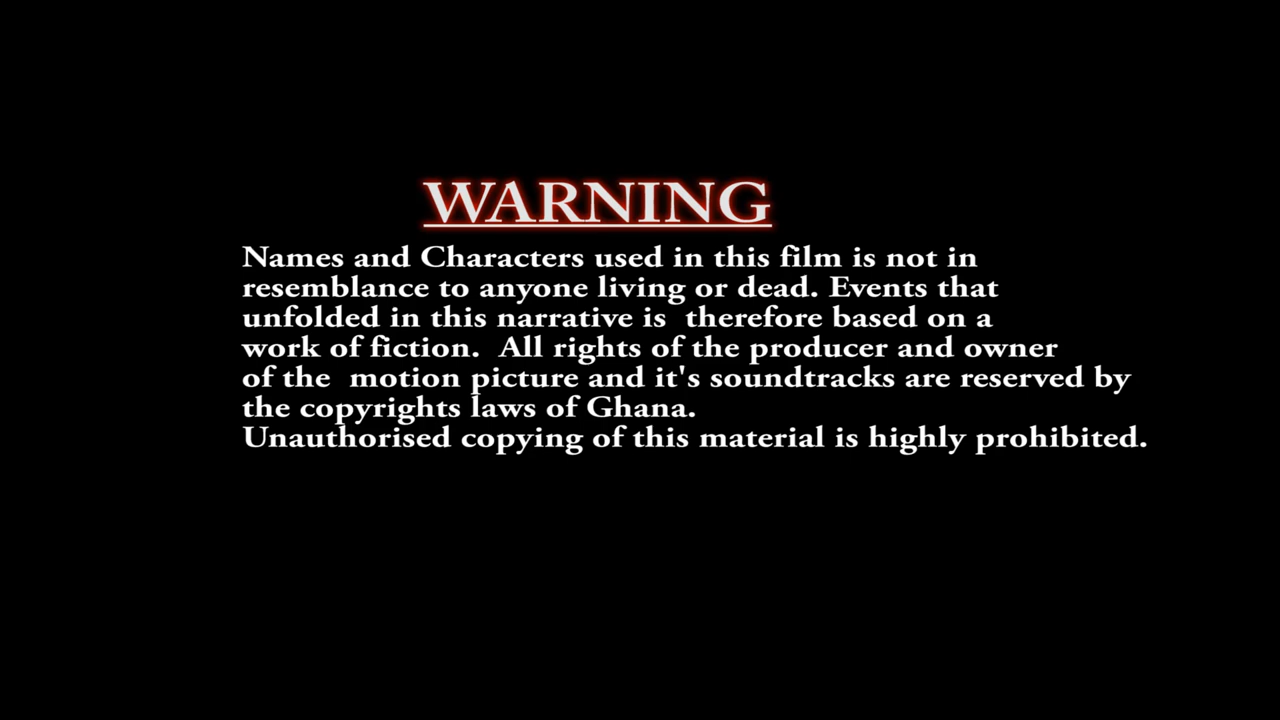 WARNING
Names and Characters used in this film is not in
resemblance to anyone living or dead. Events that
unfolded in this narrative is  therefore based on a
work of fiction.  All rights of the producer and owner
of the  motion picture and it's soundtracks are reserved by
the copyrights laws of Ghana.
Unauthorised copying of this material is highly prohibited.